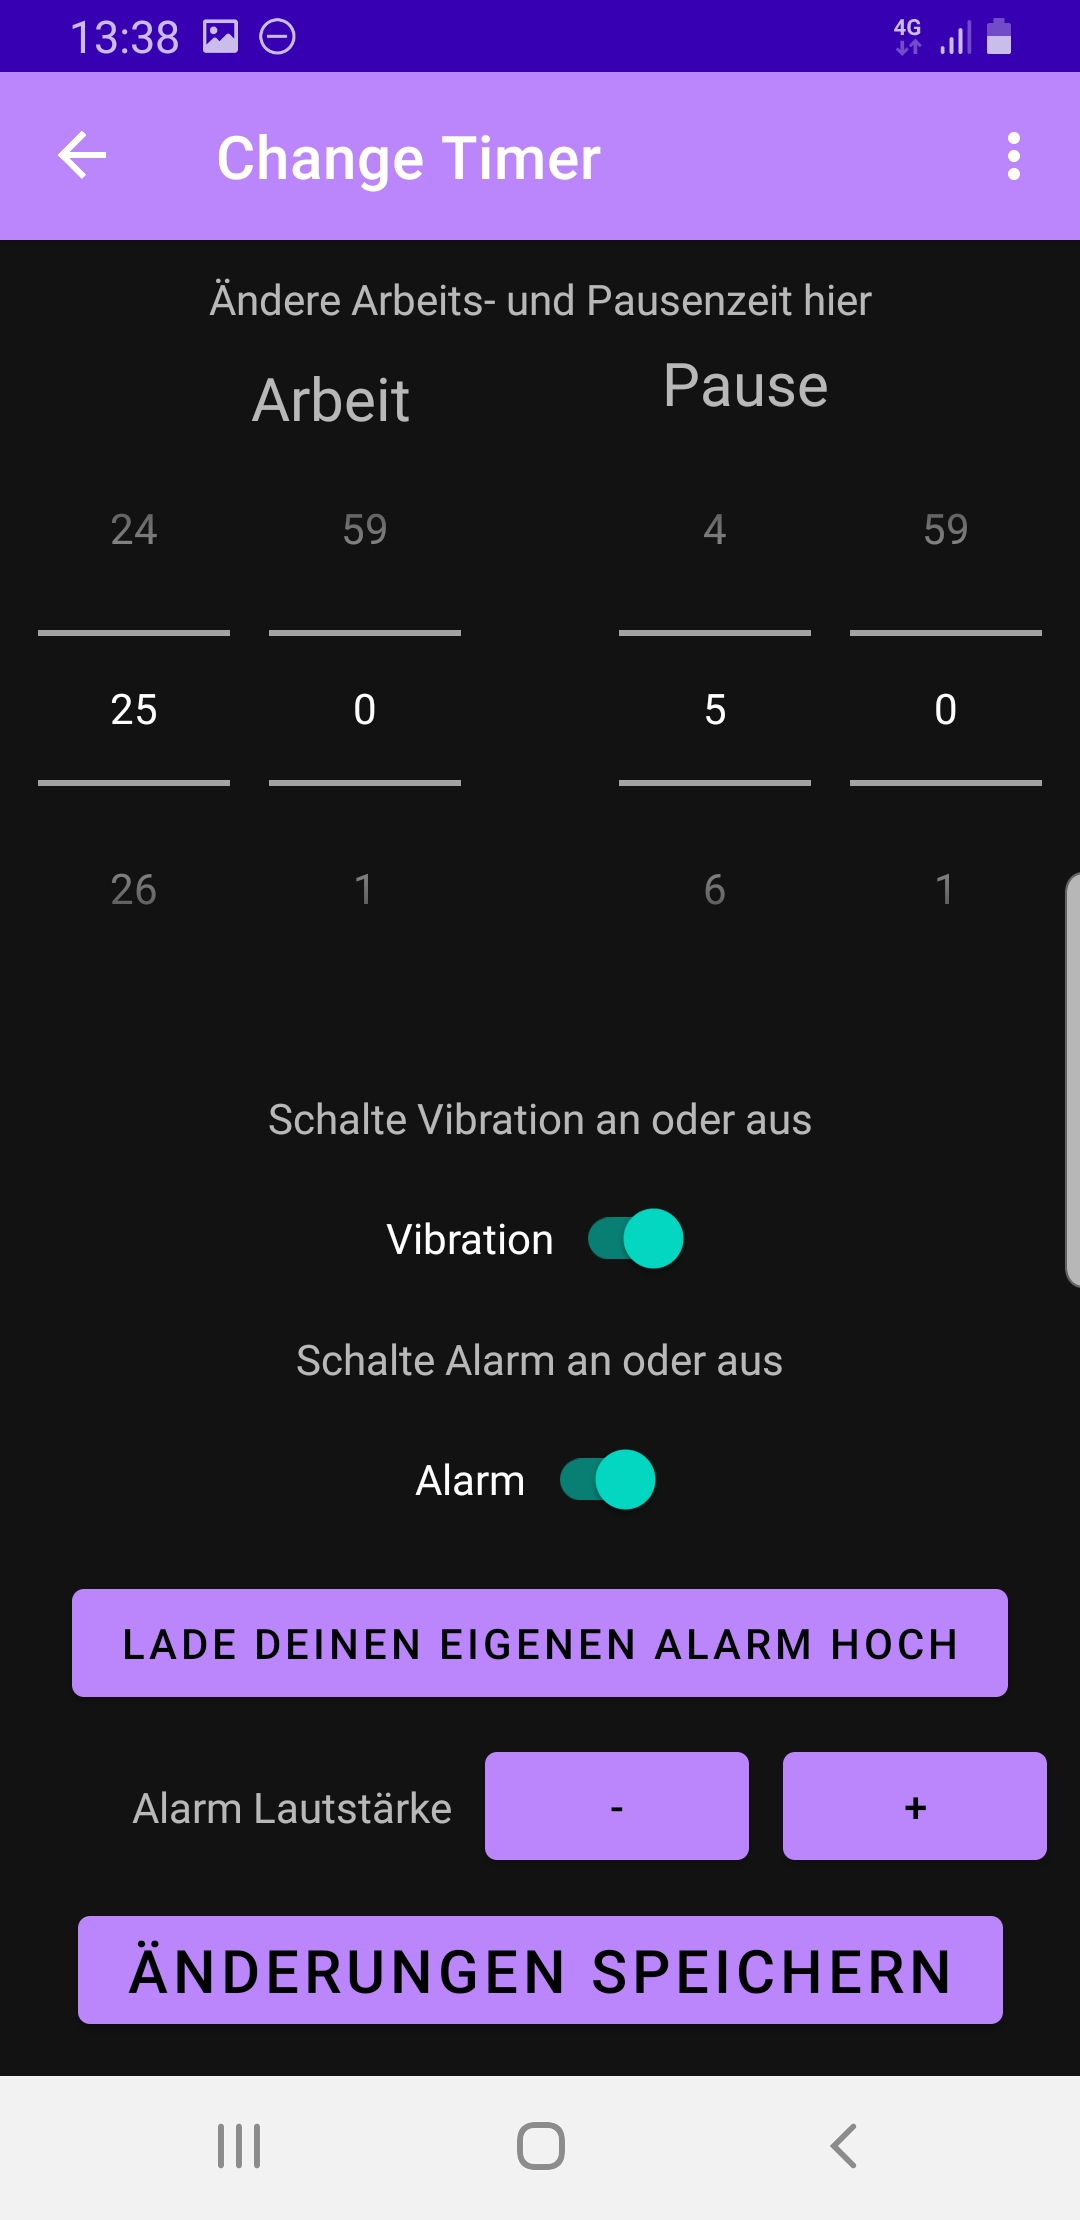 13:38 4G
Change Timer
Ändere Arbeits- und Pausenzeit hier
Arbeit Pause
24 59 4 59
25 0 5 0
26 1 6 1
Schalte Vibration an oder aus
Vibration
Schalte Alarm an oder aus
Alarm
LADE DEINEN EIGENEN ALARM HOCH
Alarm Lautstärke - +
ÄNDERUNGEN SPEICHERN